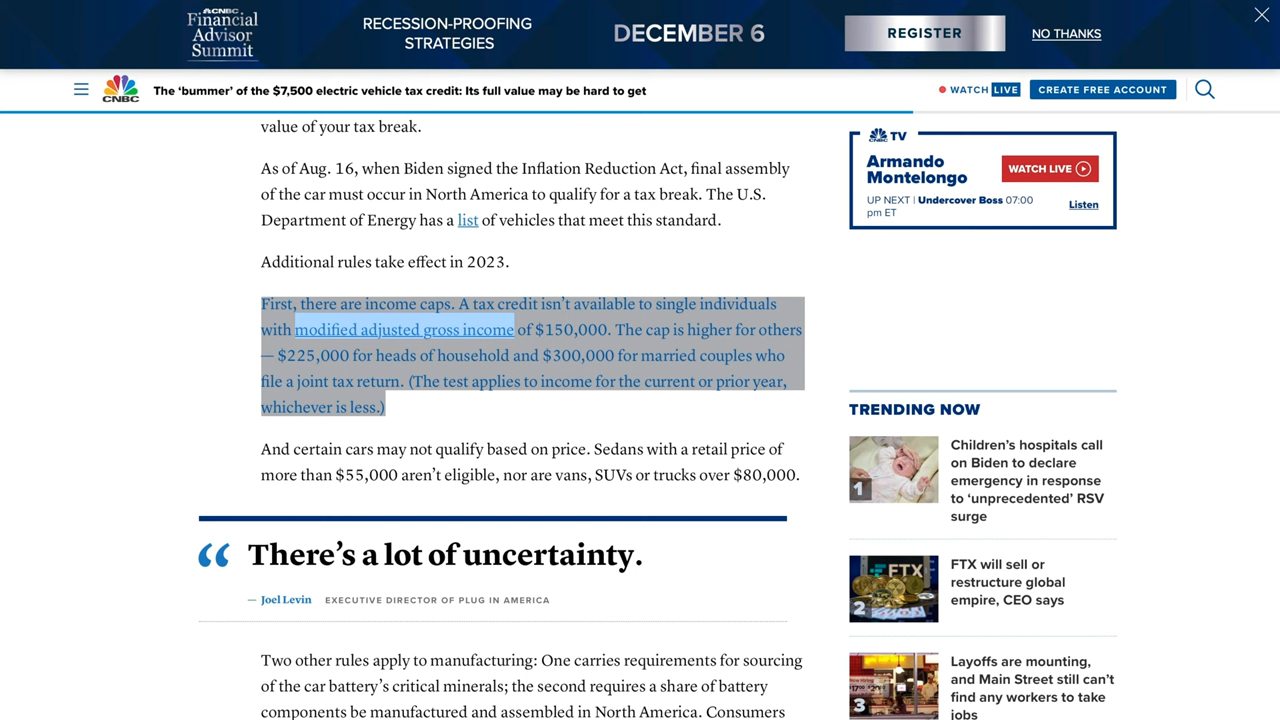 CNBC
Financial
Advisor
Summit
RECESSION-PROOFING
STRATEGIES
DECEMBER 6
REGISTER
NO THANKS
CNBC
The ‘bummer’ of the $7,500 electric vehicle tax credit: Its full value may be hard to get
WATCH LIVE
CREATE FREE ACCOUNT
value of your tax break.
As of Aug. 16, when Biden signed the Inflation Reduction Act, final assembly
of the car must occur in North America to qualify for a tax break. The U.S.
Department of Energy has a list of vehicles that meet this standard.
Additional rules take effect in 2023.
First, there are income caps. A tax credit isn’t available to single individuals
with modified adjusted gross income of $150,000. The cap is higher for others
— $225,000 for heads of household and $300,000 for married couples who
file a joint tax return. (The test applies to income for the current or prior year,
whichever is less.)
And certain cars may not qualify based on price. Sedans with a retail price of
more than $55,000 aren’t eligible, nor are vans, SUVs or trucks over $80,000.
“ There’s a lot of uncertainty.
— Joel Levin EXECUTIVE DIRECTOR OF PLUG IN AMERICA
Two other rules apply to manufacturing: One carries requirements for sourcing
of the car battery’s critical minerals; the second requires a share of battery
components be manufactured and assembled in North America. Consumers
CNBC TV
Armando
Montelongo
WATCH LIVE
UP NEXT | Undercover Boss 07:00
pm ET
Listen
TRENDING NOW
1
Children’s hospitals call
on Biden to declare
emergency in response
to ‘unprecedented’ RSV
surge
FTX
2
FTX will sell or
restructure global
empire, CEO says
3
Layoffs are mounting,
and Main Street still can’t
find any workers to take
jobs